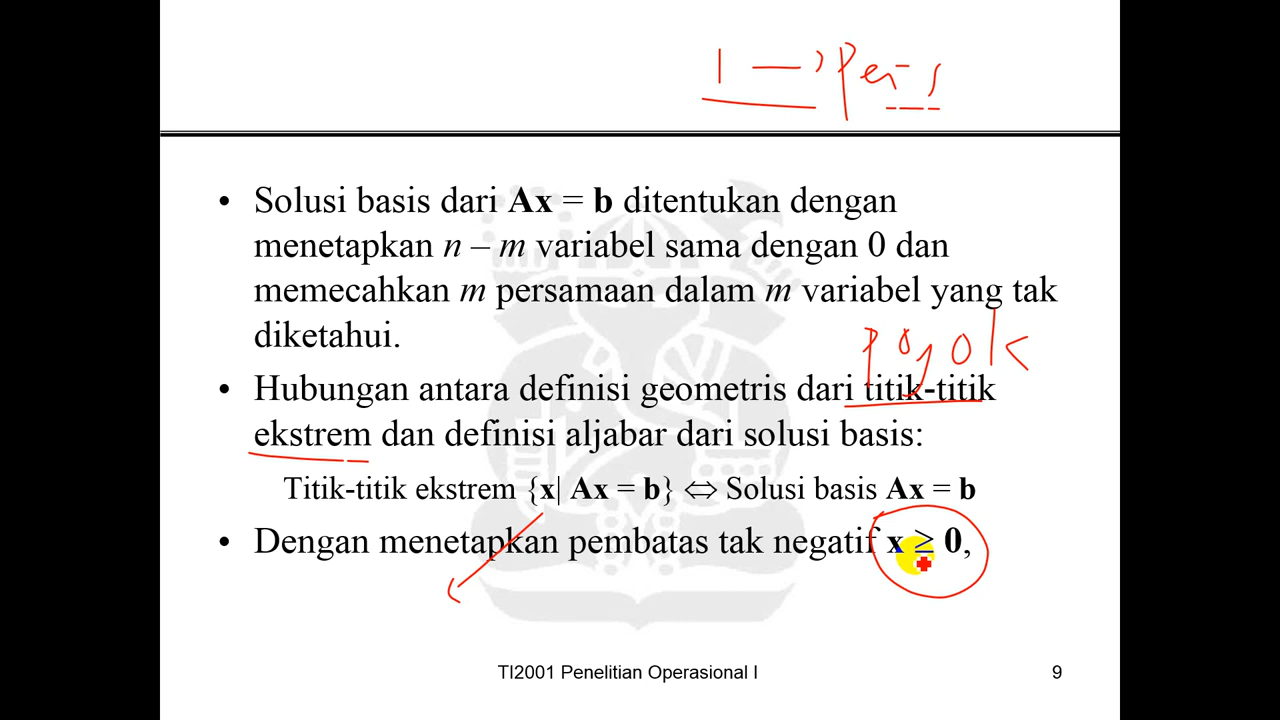 • Solusi basis dari Ax = b ditentukan dengan
menetapkan n – m variabel sama dengan 0 dan
memecahkan m persamaan dalam m variabel yang tak
diketahui.
pojok
• Hubungan antara definisi geometris dari titik-titik
ekstrem dan definisi aljabar dari solusi basis:
Titik-titik ekstrem {x| Ax = b} ⇔ Solusi basis Ax = b
• Dengan menetapkan pembatas tak negatif x ≥ 0,
TI2001 Penelitian Operasional I
9